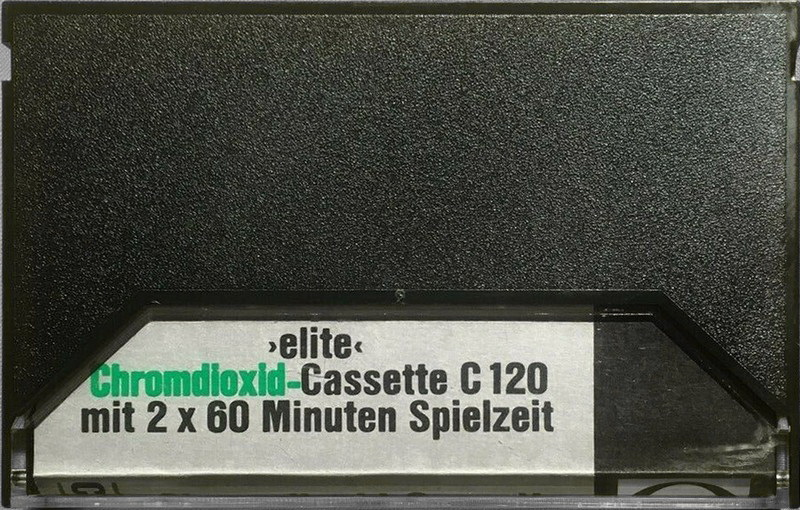 ›elite‹
Chromdioxid-Cassette C 120
mit 2 x 60 Minuten Spielzeit